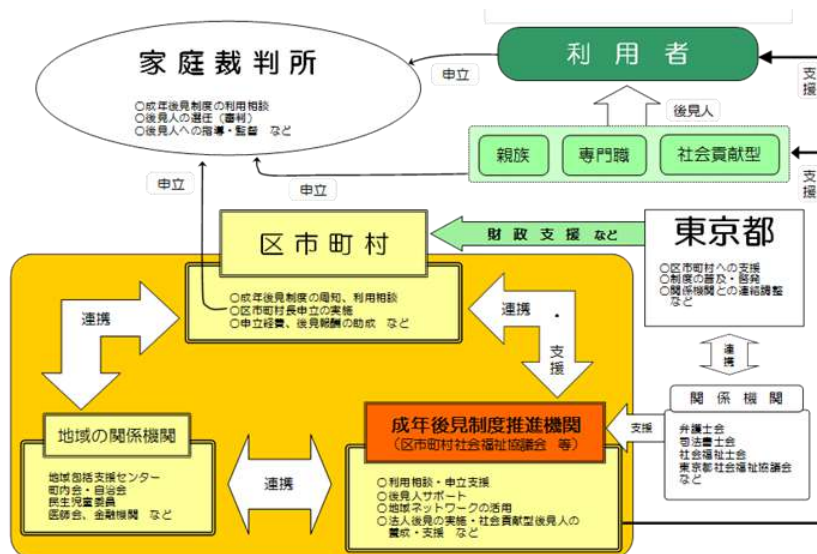 家庭裁判所
○成年後見制度の利用相談
○後見人の選任（審判）
○後見人への指導・監督　など
申立
利用者
支援
後見人
親族
専門職
社会貢献型
支援
申立
申立
区市町村
○成年後見制度の周知、利用相談
○区市町村長申立の実施
○申立経費、後見報酬の助成　など
財政支援など
東京都
○区市町村への支援
○制度の普及・啓発
○関係機関との連絡調整
など
連携
連携・支援
連携
地域の関係機関
地域包括支援センター
町内会・自治会
民生児童委員
医師会、金融機関　など
連携
成年後見制度推進機関
（区市町村社会福祉協議会　等）
○利用相談・申立支援
○後見人サポート
○地域ネットワークの活用
○法人後見の実施・社会貢献型後見人の
養成・支援　など
支援
関係機関
弁護士会
司法書士会
社会福祉士会
東京都社会福祉協議会
など